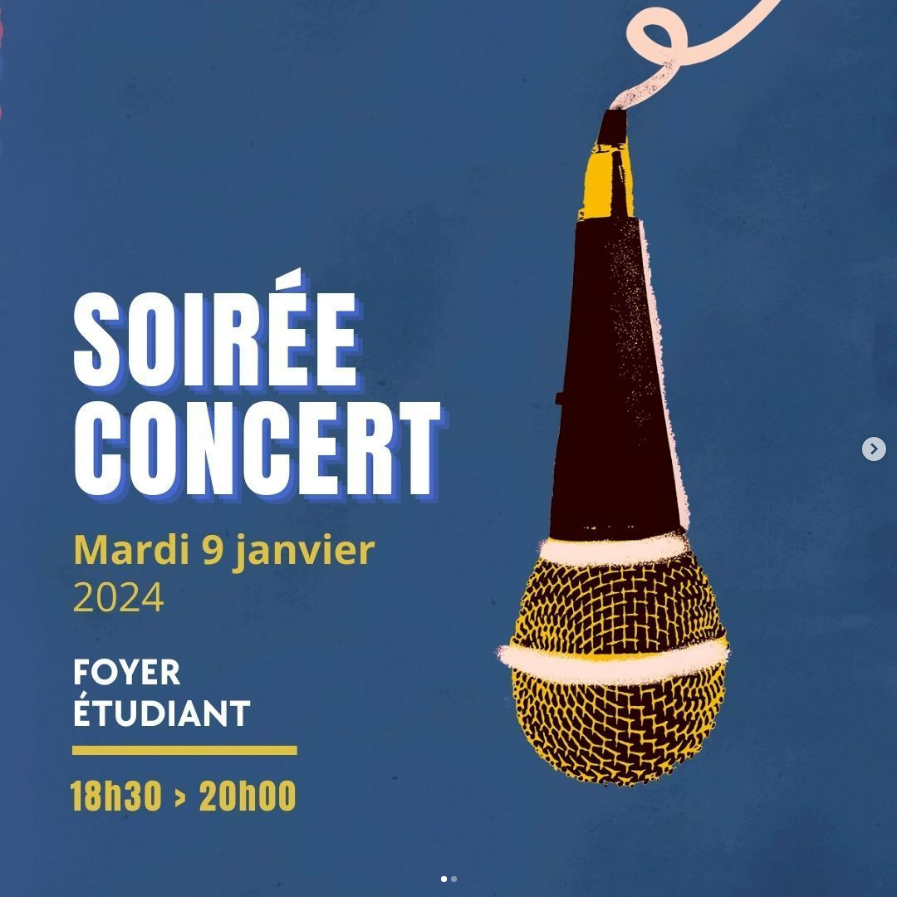 SOIRÉE
CONCERT
Mardi 9 janvier
2024
FOYER
ÉTUDIANT
18h30 > 20h00